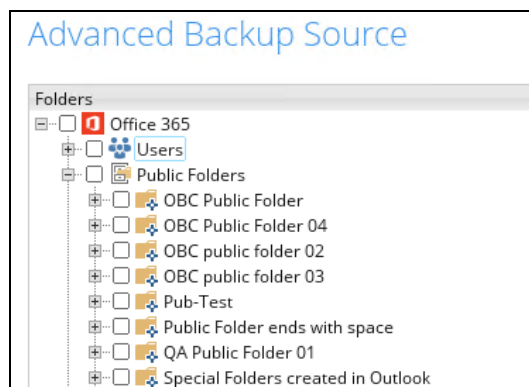 Advanced Backup Source
Folders
Office 365
Users
Public Folders
OBC Public Folder
OBC Public Folder 04
OBC public folder 02
OBC public folder 03
Pub-Test
Public Folder ends with space
QA Public Folder 01
Special Folders created in Outlook